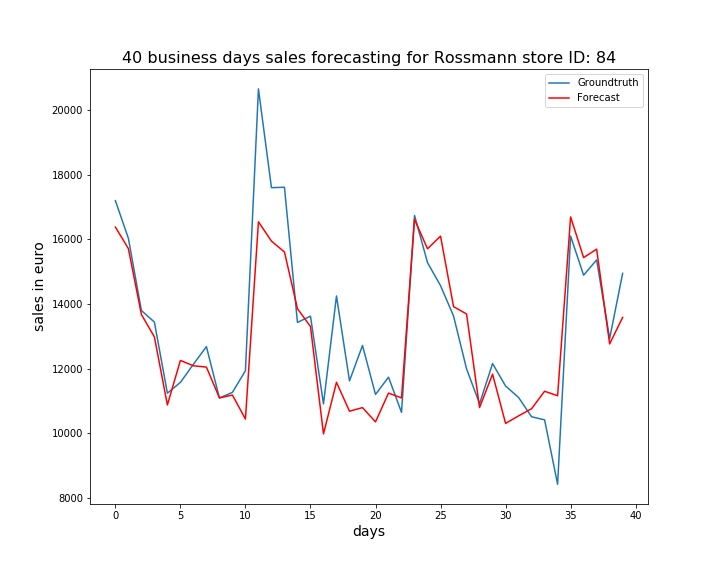 40 business days sales forecasting for Rossmann store ID: 84
Groundtruth
Forecast
20000
18000
16000
14000
12000
10000
8000
sales in euro
0 5 10 15 20 25 30 35 40
days